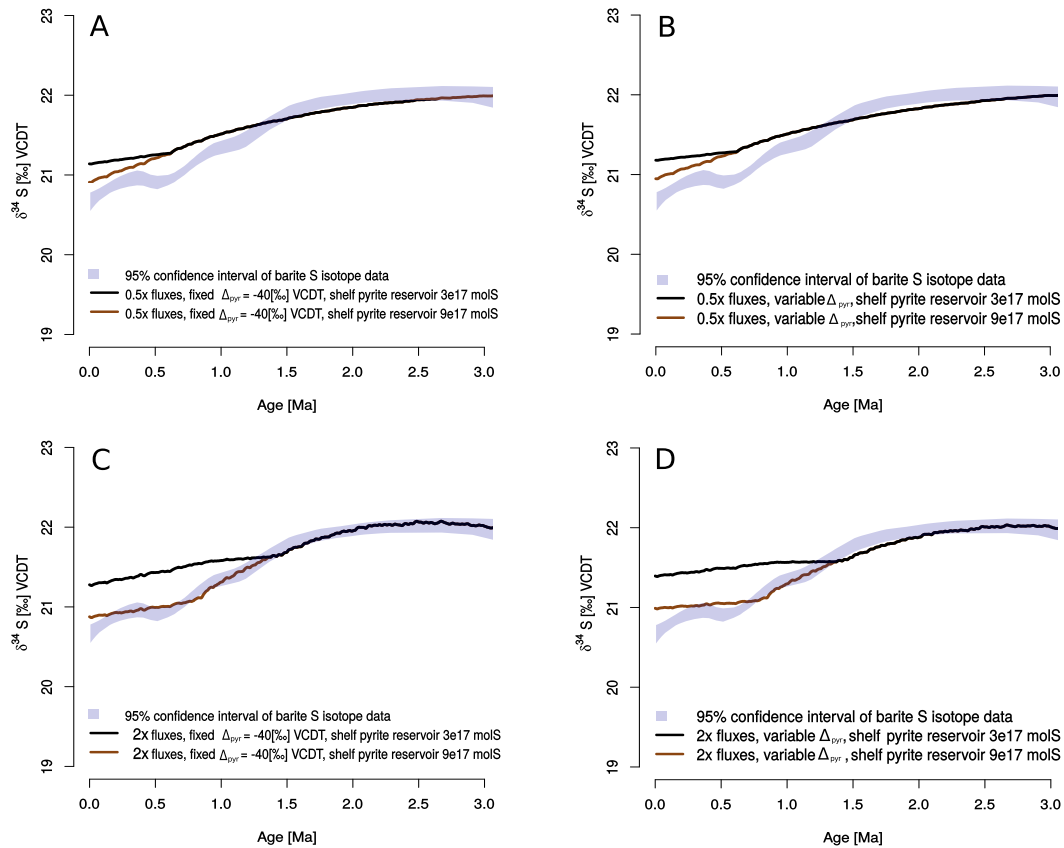 A
23
22
21
20
19
δ34 S [‰] VCDT
95% confidence interval of barite S isotope data
0.5x fluxes, fixed Δpyr = -40[‰] VCDT, shelf pyrite reservoir 3e17 molS
0.5x fluxes, fixed Δpyr = -40[‰] VCDT, shelf pyrite reservoir 9e17 molS
0.0 0.5 1.0 1.5 2.0 2.5 3.0
Age [Ma]
B
23
22
21
20
19
δ34 S [‰] VCDT
95% confidence interval of barite S isotope data
0.5x fluxes, variable Δpyr, shelf pyrite reservoir 3e17 molS
0.5x fluxes, variable Δpyr, shelf pyrite reservoir 9e17 molS
0.0 0.5 1.0 1.5 2.0 2.5 3.0
Age [Ma]
C
23
22
21
20
19
δ34 S [‰] VCDT
95% confidence interval of barite S isotope data
2x fluxes, fixed Δpyr = -40[‰] VCDT, shelf pyrite reservoir 3e17 molS
2x fluxes, fixed Δpyr = -40[‰] VCDT, shelf pyrite reservoir 9e17 molS
0.0 0.5 1.0 1.5 2.0 2.5 3.0
Age [Ma]
D
23
22
21
20
19
δ34 S [‰] VCDT
95% confidence interval of barite S isotope data
2x fluxes, variable Δpyr, shelf pyrite reservoir 3e17 molS
2x fluxes, variable Δpyr , shelf pyrite reservoir 9e17 molS
0.0 0.5 1.0 1.5 2.0 2.5 3.0
Age [Ma]